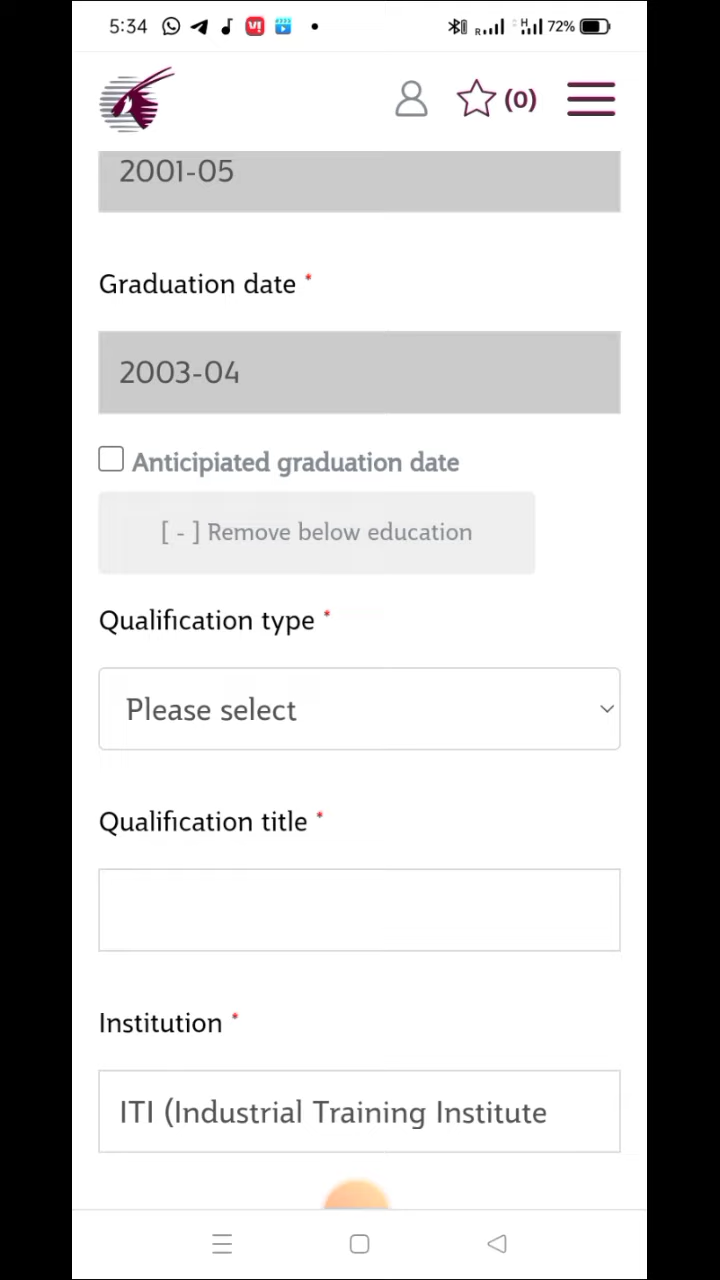 5:34
72%
(0)
2001-05
Graduation date *
2003-04
Anticipiated graduation date
[ - ] Remove below education
Qualification type *
Please select
Qualification title *
Institution *
ITI (Industrial Training Institute